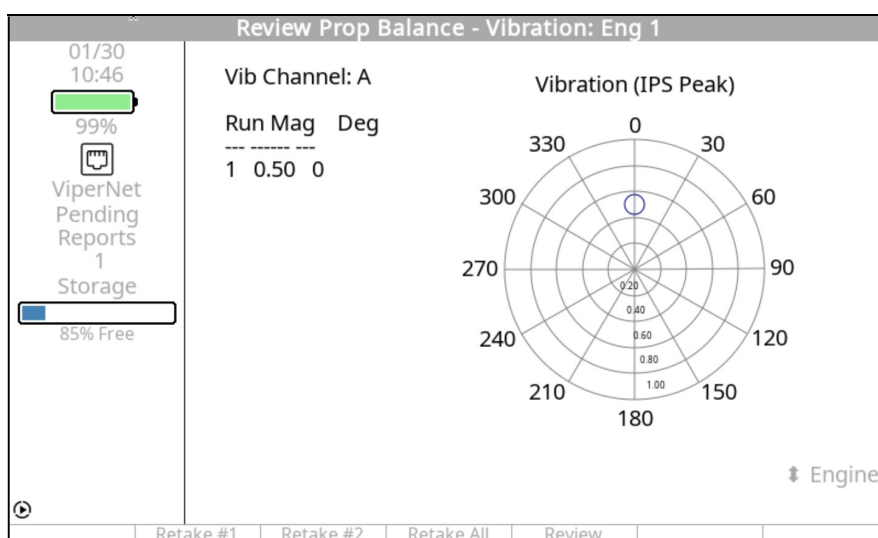 Review Prop Balance - Vibration: Eng 1
01/30
10:46
99%
ViperNet
Pending
Reports
1
Storage
85% Free
Vib Channel: A
Run Mag Deg
--- ------ ---
1 0.50 0
Vibration (IPS Peak)
0
330 30
300 60
270 90
240 120
210 150
180
0.20
0.40
0.60
0.80
1.00
Engine
Retake #1 Retake #2 Retake All Review